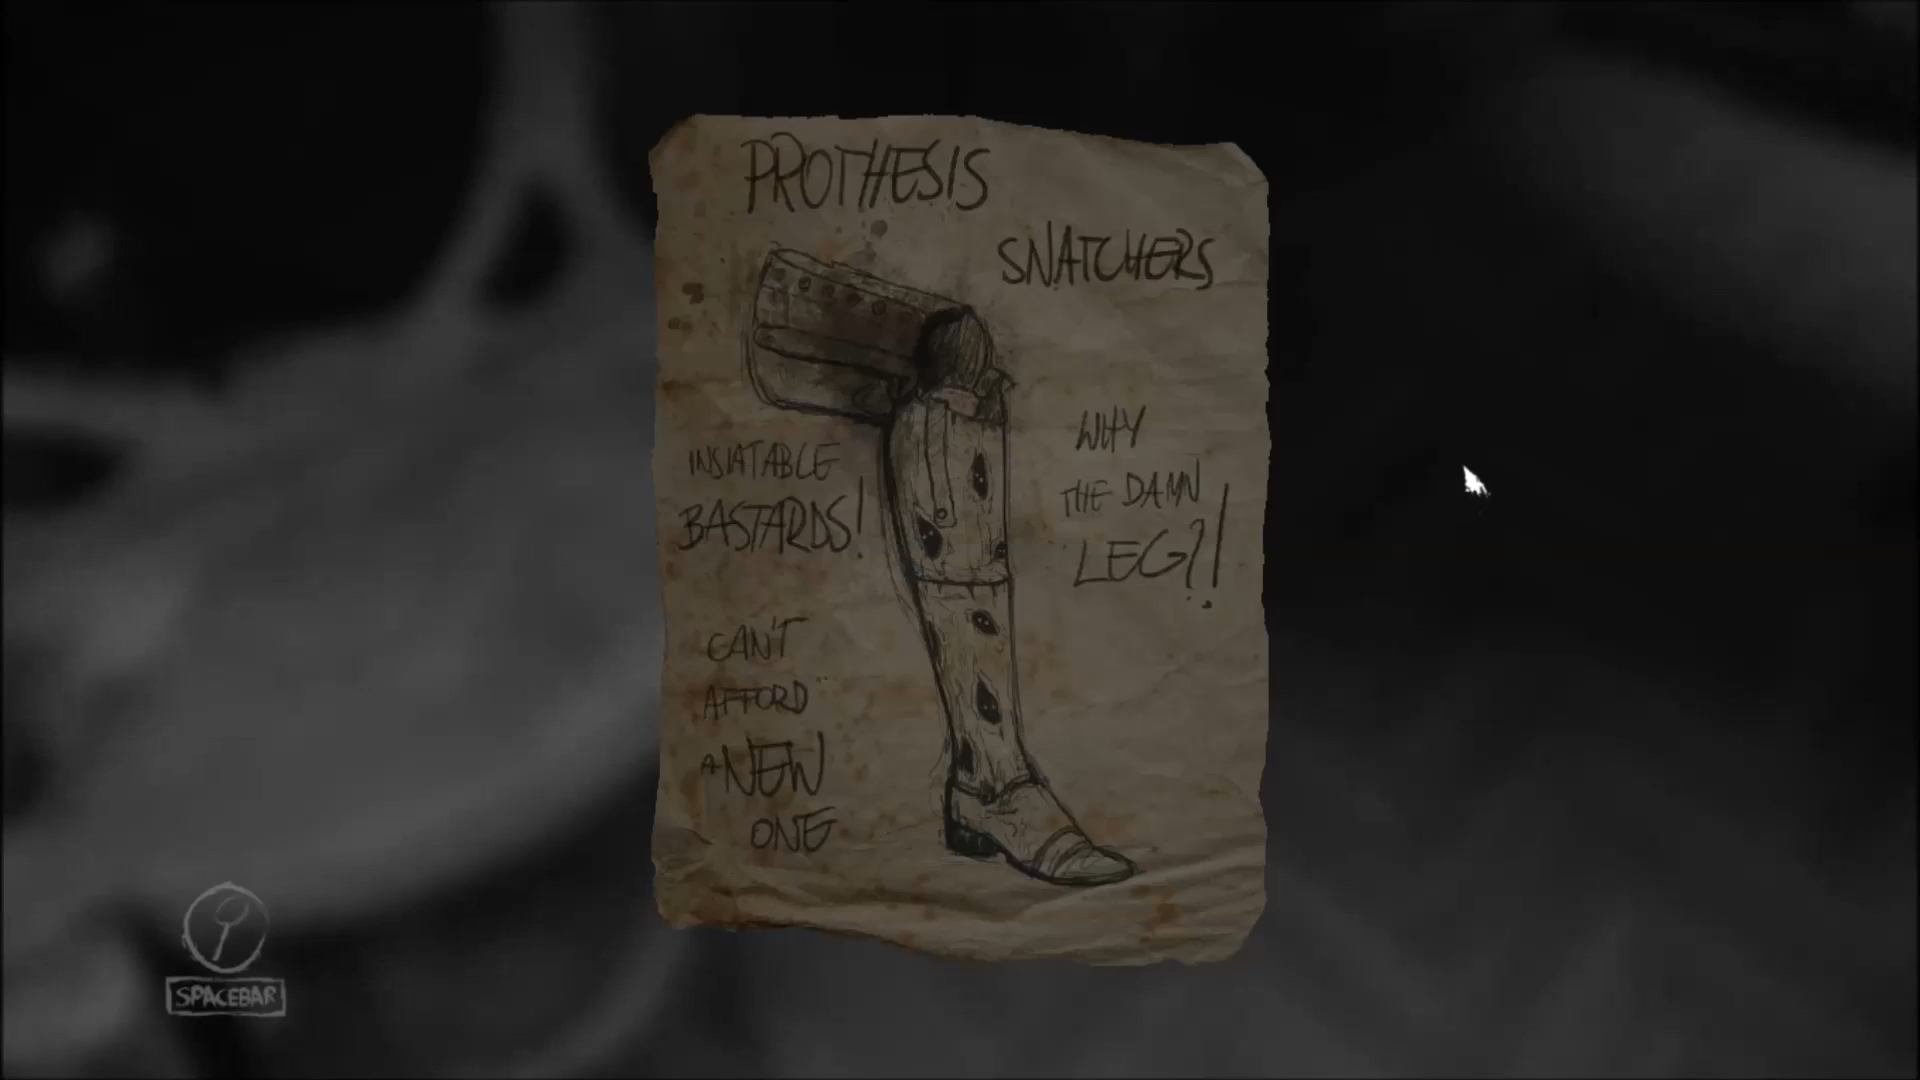 PROTHESIS
SNATCHERS
INSIATABLE
BASTARDS!
WHY
THE DAMN
LEG?!
CAN'T
AFFORD
A NEW
ONE
SPACEBAR